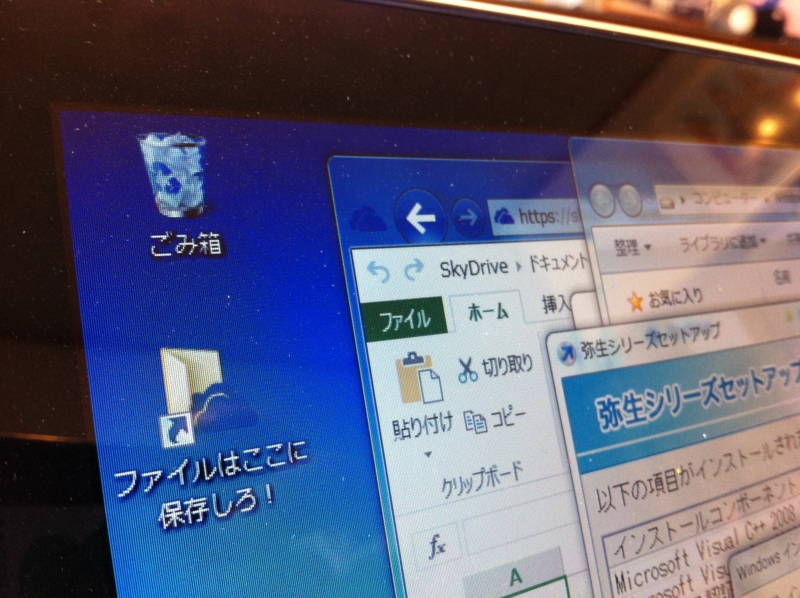 ごみ箱
ファイルはここに
保存しろ！
https://s
SkyDrive ▸ ドキュメント
ファイル ホーム 挿入
切り取り
貼り付け コピー
クリップボード
fx
A
コンピューター
整理 ライブラリに追加
名前
お気に入り
弥生シリーズセットアップ
弥生シリーズセットアップ
以下の項目がインストールされ
インストールコンポーネント
Microsoft Visual C++ 2008
Microsoft Vis
Windows イン